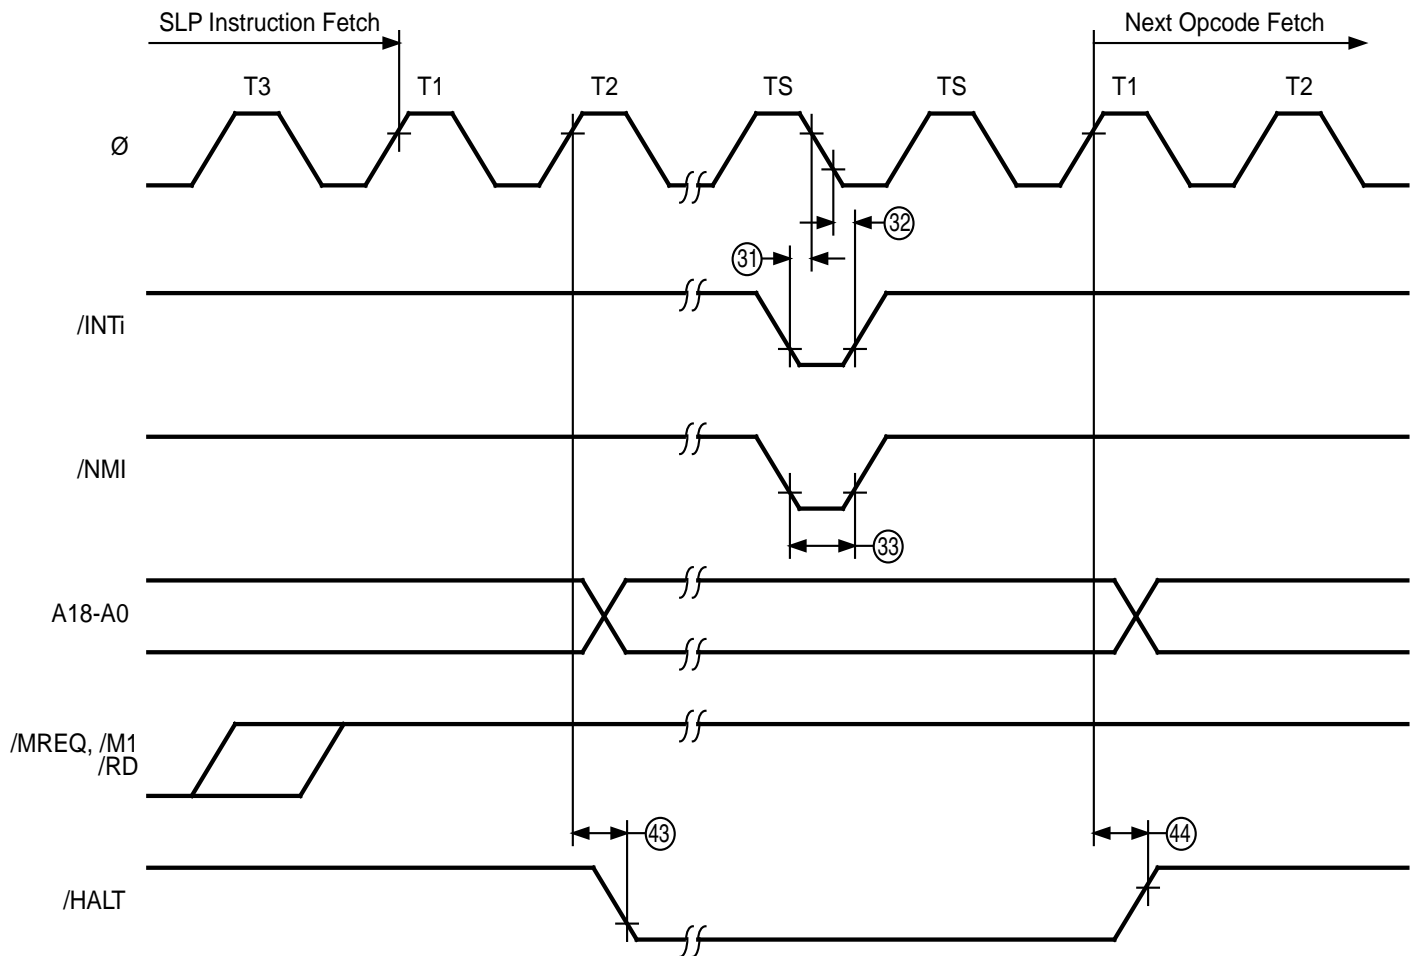 SLP Instruction Fetch
Next Opcode Fetch
T3 T1 T2 TS TS T1 T2
Ø
32
31
/INTi
/NMI
33
A18-A0
/MREQ, /M1
/RD
43 44
/HALT